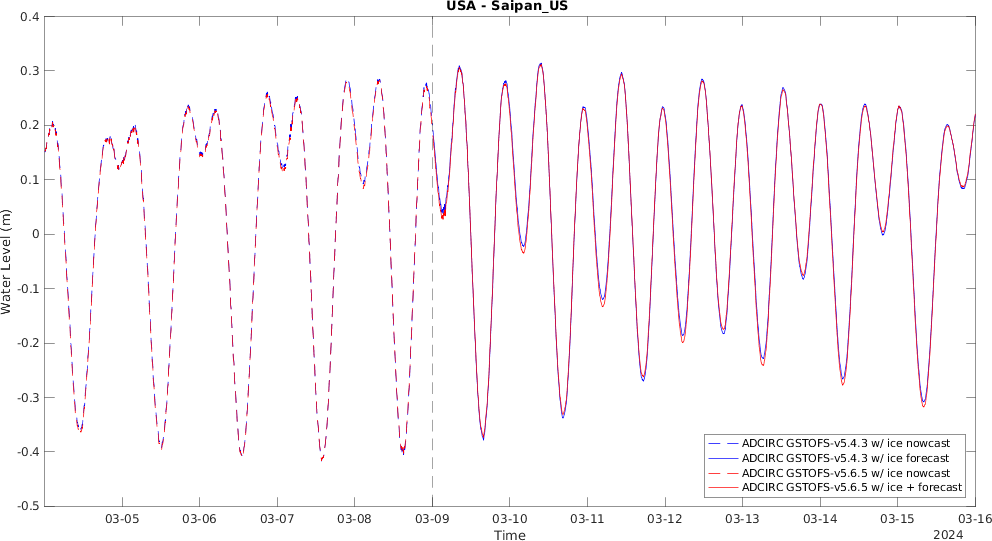 USA - Saipan_US
0.4
0.3
0.2
0.1
0
-0.1
-0.2
-0.3
-0.4
-0.5
Water Level (m)
ADCIRC GSTOFS-v5.4.3 w/ ice nowcast
ADCIRC GSTOFS-v5.4.3 w/ ice forecast
ADCIRC GSTOFS-v5.6.5 w/ ice nowcast
ADCIRC GSTOFS-v5.6.5 w/ ice + forecast
03-05 03-06 03-07 03-08 03-09 03-10 03-11 03-12 03-13 03-14 03-15 03-16
Time
2024